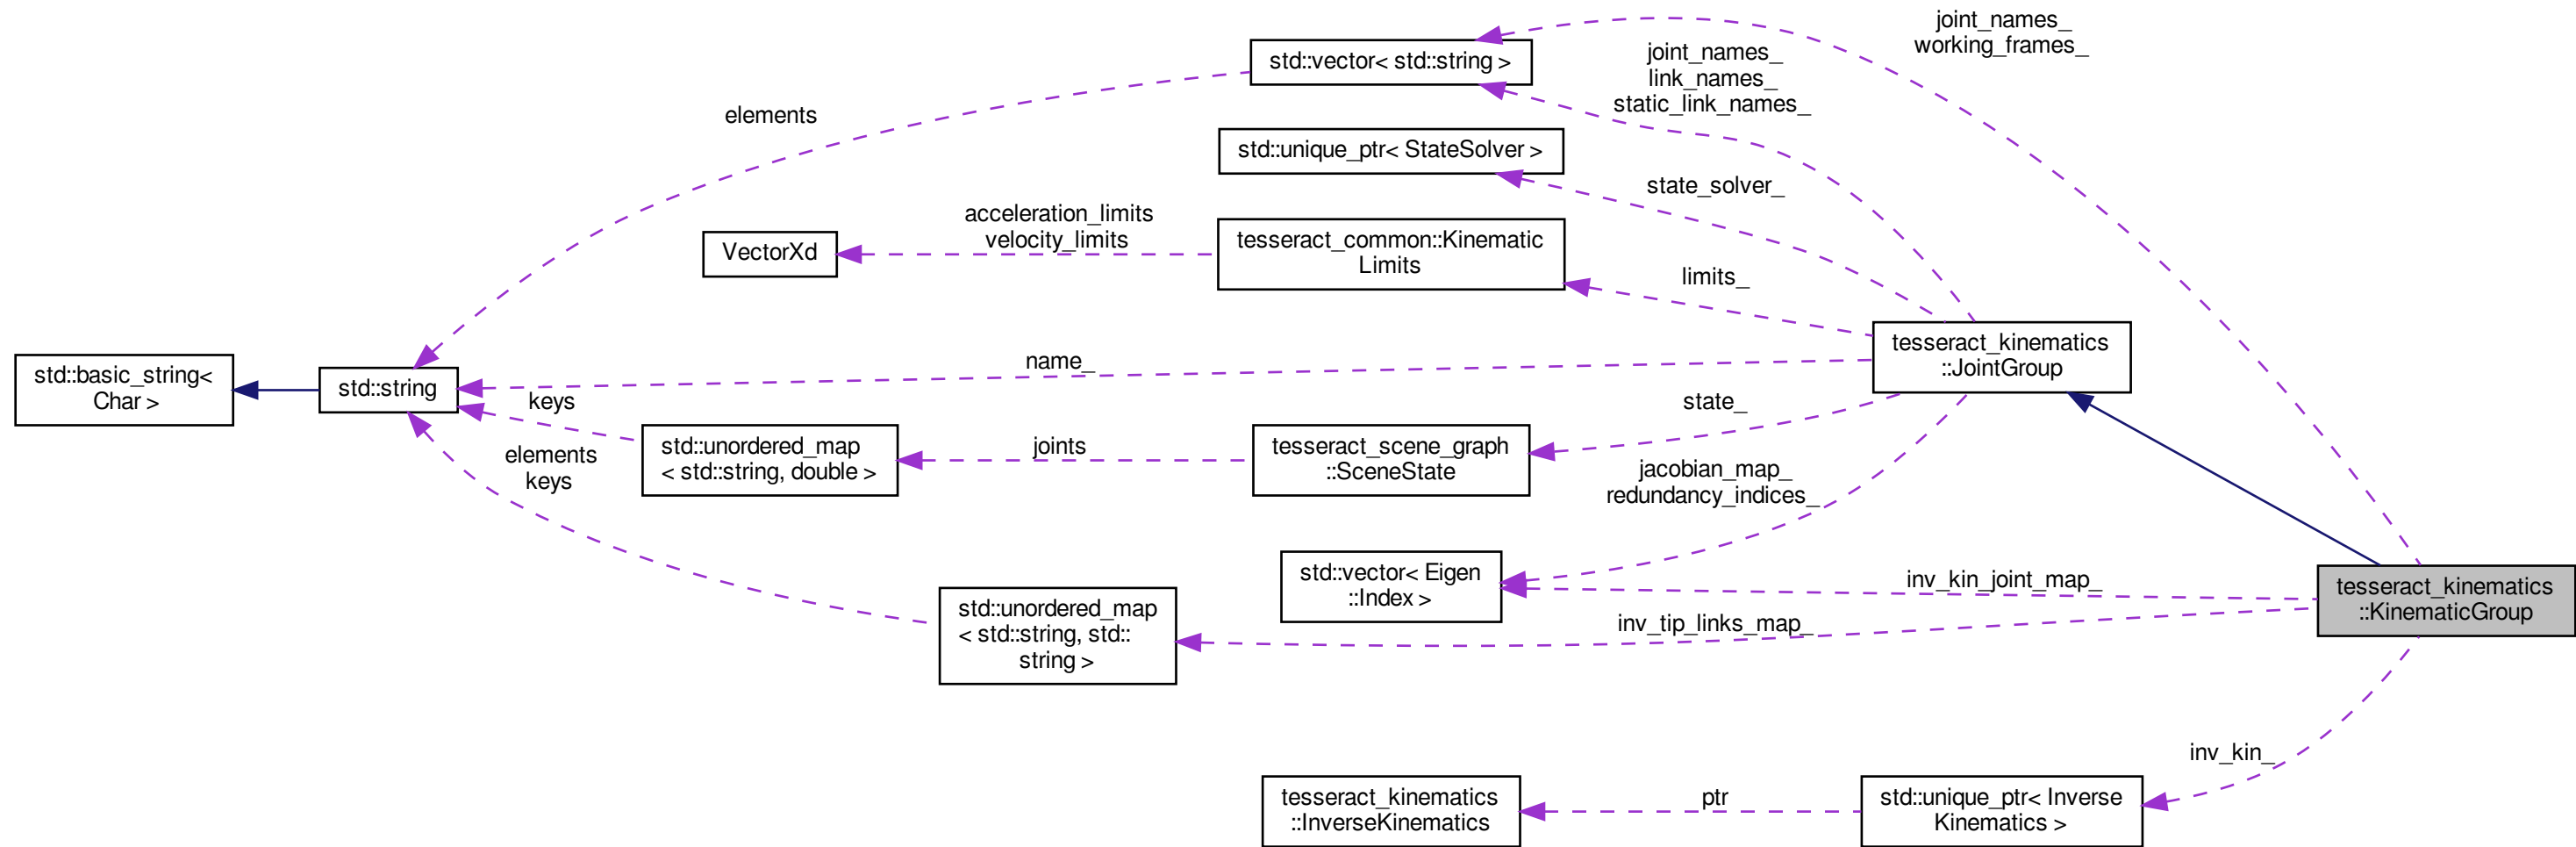 joint_names_
working_frames_
std::vector< std::string >
joint_names_
link_names_
static_link_names_
elements
std::unique_ptr< StateSolver >
state_solver_
acceleration_limits
velocity_limits
VectorXd
tesseract_common::Kinematic
Limits
limits_
tesseract_kinematics
::JointGroup
name_
std::basic_string<
Char >
std::string
keys
state_
std::unordered_map
< std::string, double >
joints
tesseract_scene_graph
::SceneState
elements
keys
jacobian_map_
redundancy_indices_
std::vector< Eigen
::Index >
inv_kin_joint_map_
tesseract_kinematics
::KinematicGroup
std::unordered_map
< std::string, std::
string >
inv_tip_links_map_
inv_kin_
tesseract_kinematics
::InverseKinematics
ptr
std::unique_ptr< Inverse
Kinematics >